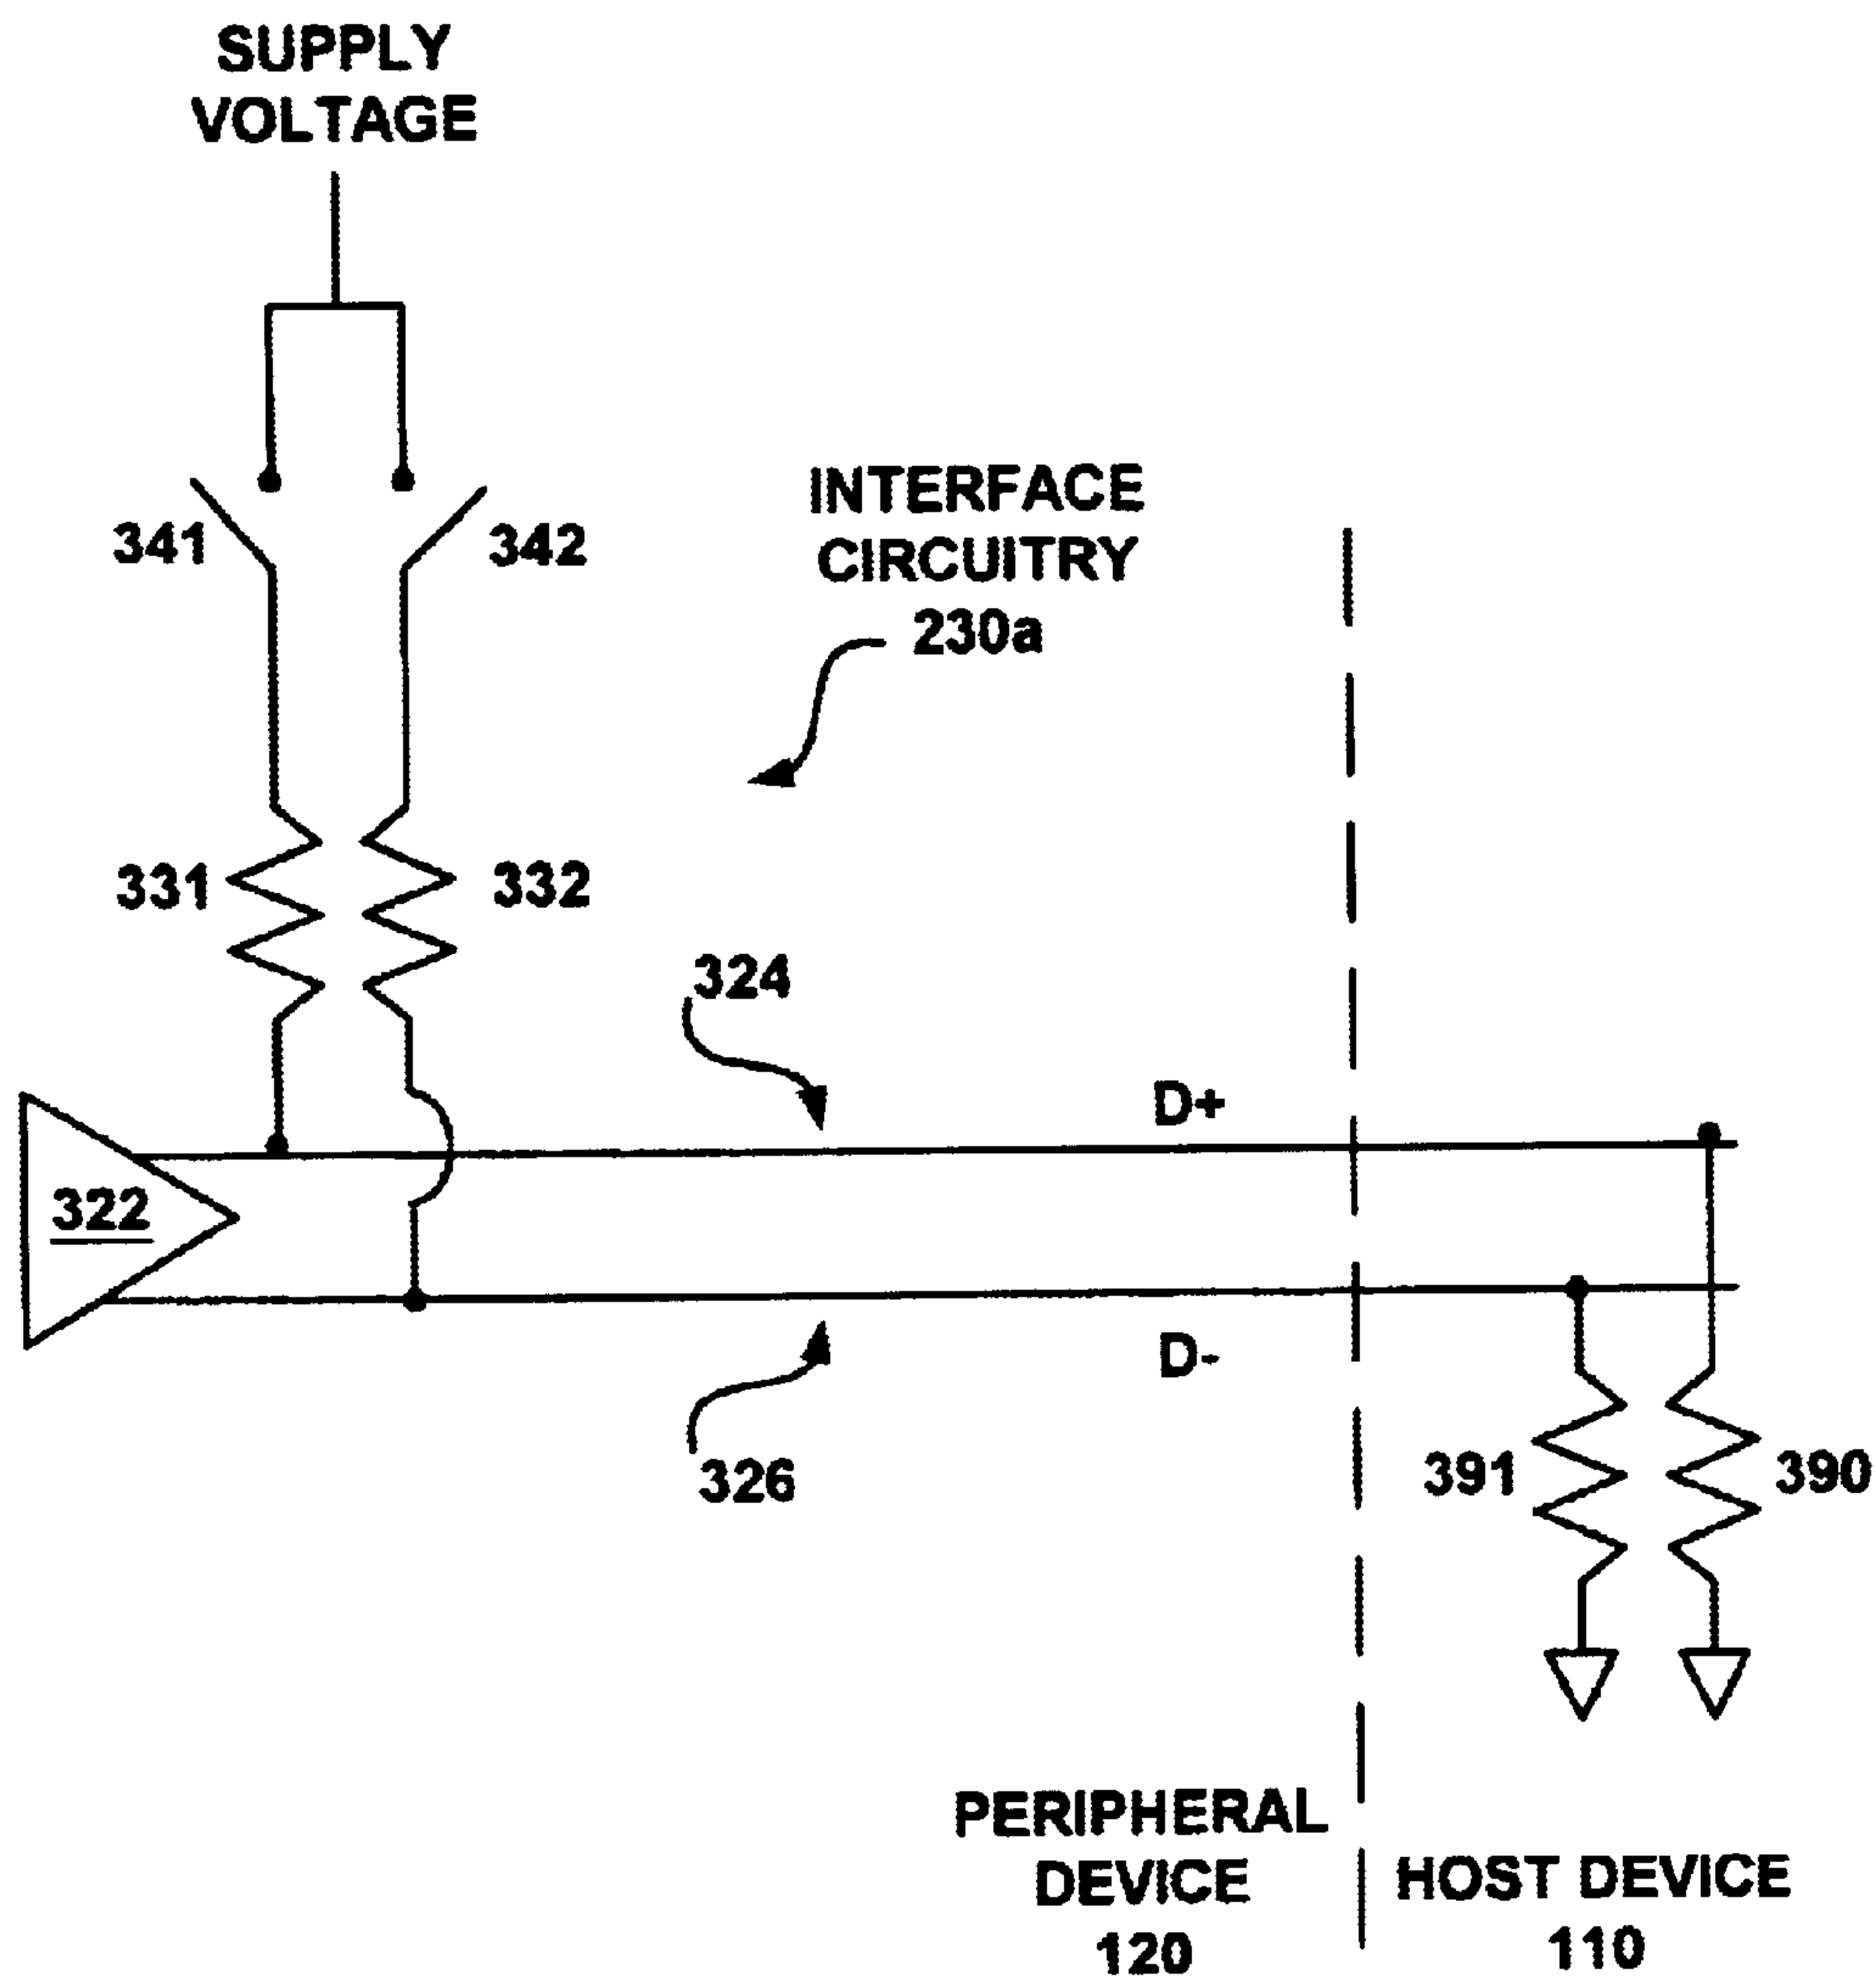 SUPPLY
VOLTAGE
INTERFACE
CIRCUITRY
230a
341
342
331
332
324
D+
322
D-
326
391
390
PERIPHERAL
DEVICE
120
HOST DEVICE
110